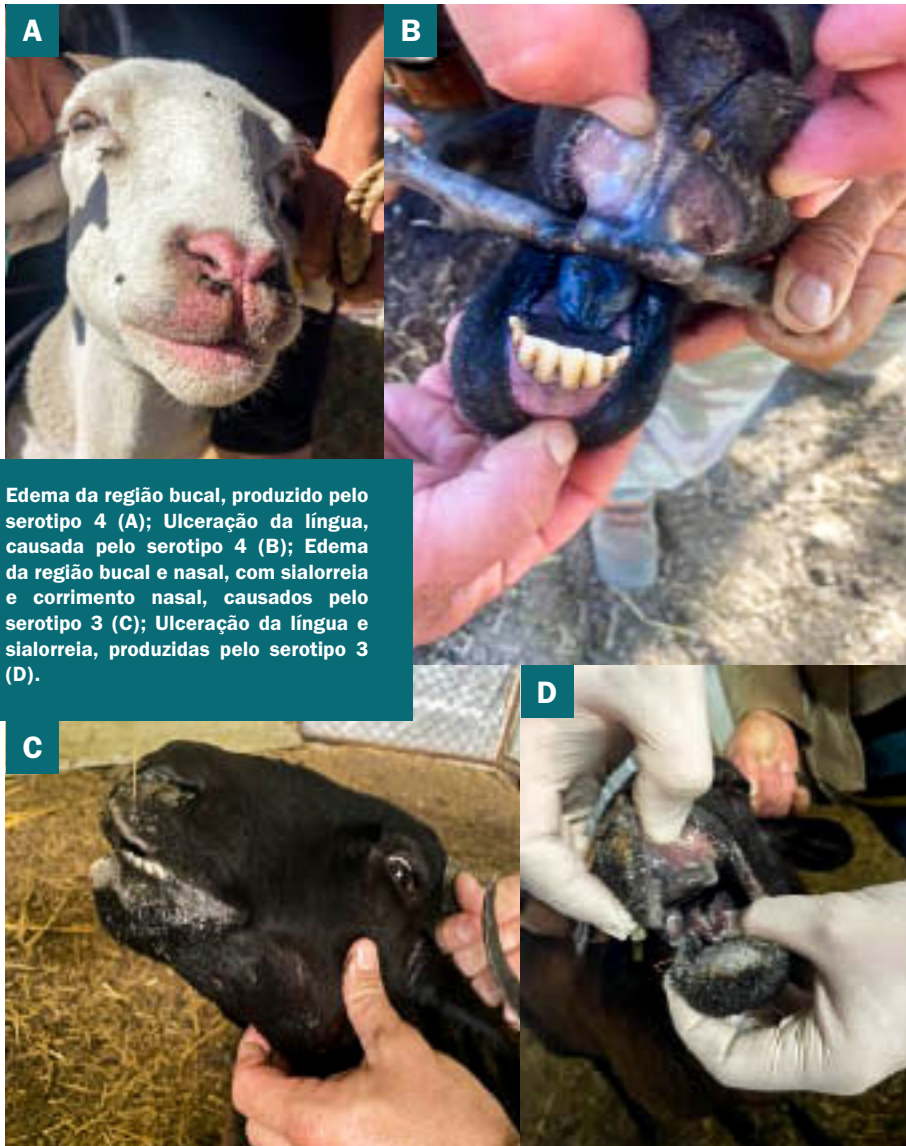 A
B
Edema da região bucal, produzido pelo
serotipo 4 (A); Ulceração da língua,
causada pelo serotipo 4 (B); Edema
da região bucal e nasal, com sialorreia
e corrimento nasal, causados pelo
serotipo 3 (C); Ulceração da língua e
sialorreia, produzidas pelo serotipo 3
(D).
C
D